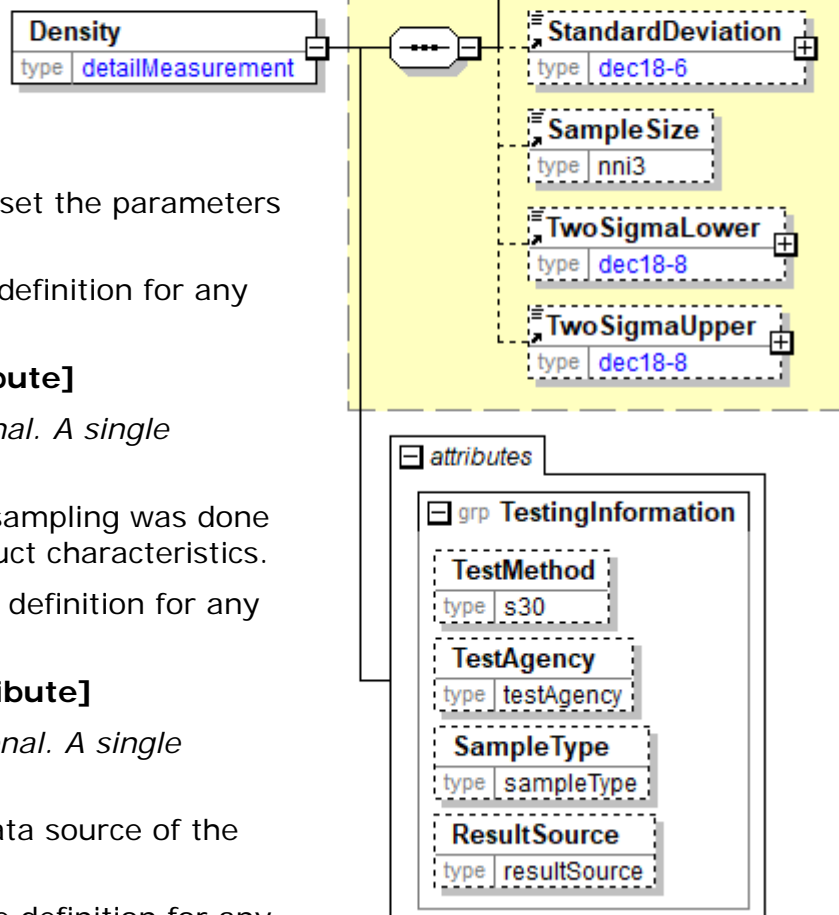 Density
type detailMeasurement
StandardDeviation
type dec18-6
SampleSize
type nni3
TwoSigmaLower
type dec18-8
TwoSigmaUpper
type dec18-8
set the parameters
definition for any
bute]
nal. A single
sampling was done
uct characteristics.
definition for any
ibute]
onal. A single
ata source of the
attributes
grp TestingInformation
TestMethod
type s30
TestAgency
type testAgency
SampleType
type sampleType
ResultSource
type resultSource